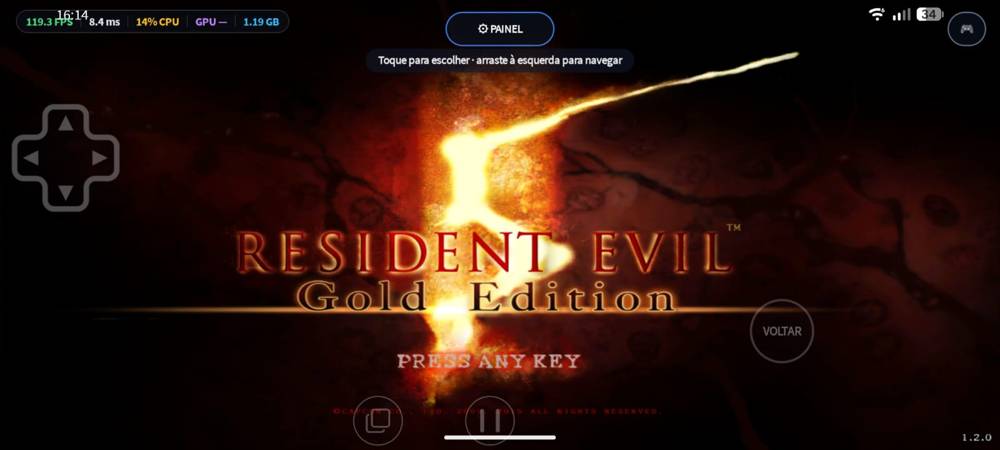 16:14
119.3 FPS 8.4 ms 14% CPU GPU — 1.19 GB
34
⚙ PAINEL
Toque para escolher · arraste à esquerda para navegar
RESIDENT EVIL™
Gold Edition
VOLTAR
PRESS ANY KEY
ALL RIGHTS RESERVED.
1.2.0